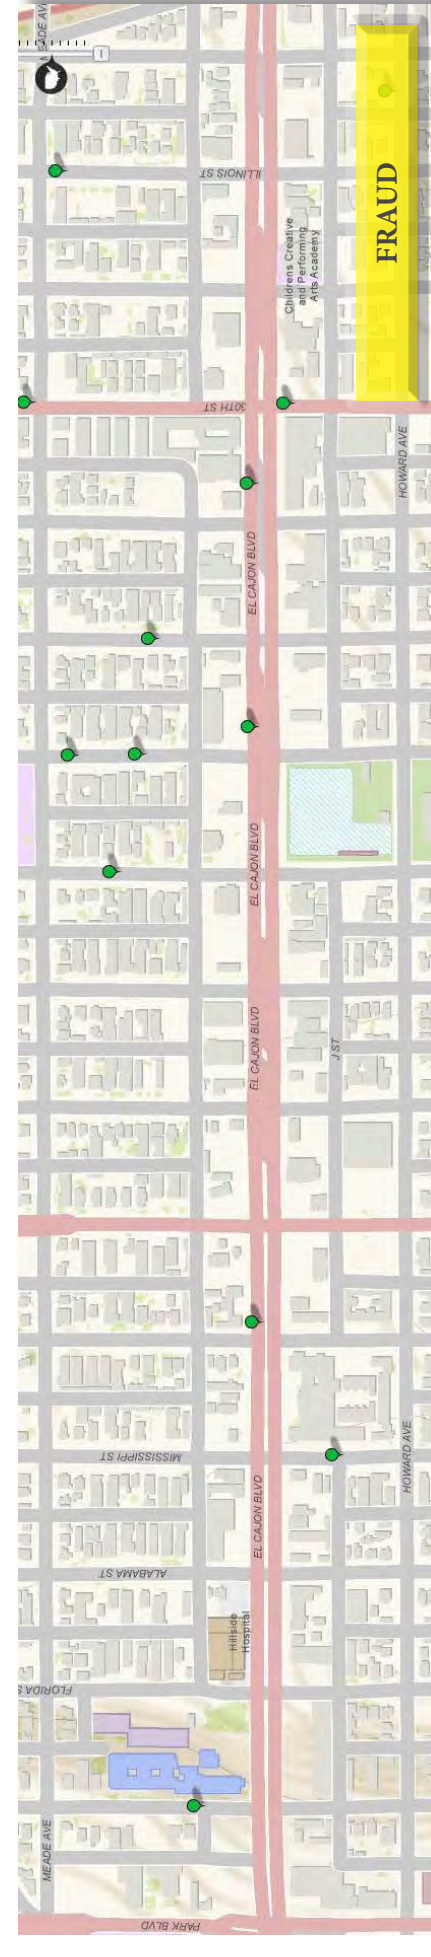 MEADE AV
ILLINOIS ST
FRAUD
Childrens Creative
and Performing
Arts Academy
30TH ST
HOWARD AVE
EL CAJON BLVD
EL CAJON BLVD
EL CAJON BLVD
J ST
HOWARD AVE
MISSISSIPPI ST
EL CAJON BLVD
ALABAMA ST
Hillside
Hospital
FLORIDA S
MEADE AVE
PARK BLVD